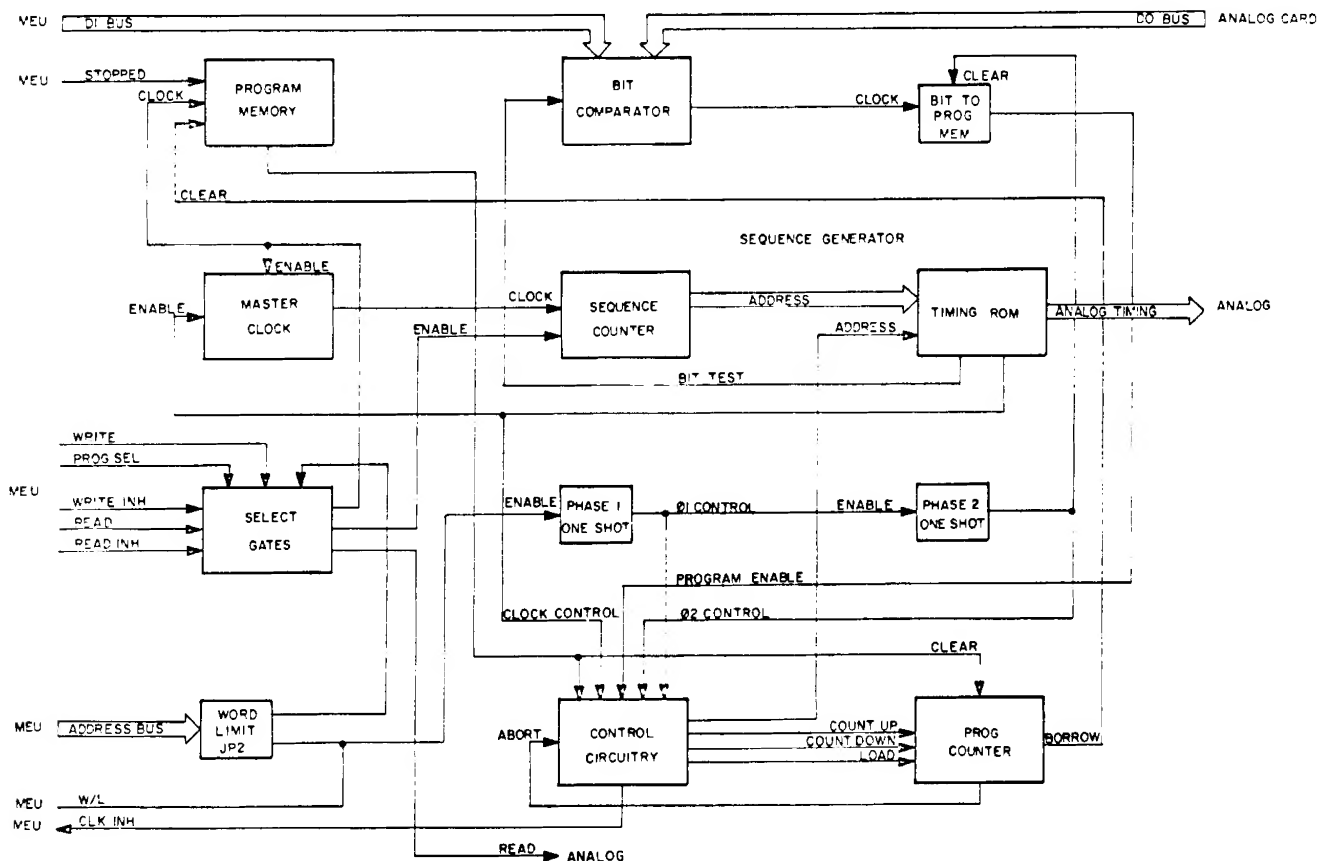 MEU DI BUS DO BUS ANALOG CARD
MEU STOPPED
CLOCK
PROGRAM
MEMORY
BIT
COMPARATOR
CLOCK
CLEAR
BIT TO
PROG
MEM
CLEAR
SEQUENCE GENERATOR
ENABLE
ENABLE
MASTER
CLOCK
CLOCK
ENABLE
SEQUENCE
COUNTER
ADDRESS
ADDRESS
TIMING ROM
ANALOG TIMING
ANALOG
BIT TEST
WRITE
PROG SEL
MEU
WRITE INH
READ
READ INH
SELECT
GATES
ENABLE
PHASE 1
ONE SHOT
Ø1 CONTROL
ENABLE
PHASE 2
ONE SHOT
PROGRAM ENABLE
CLOCK CONTROL
Ø2 CONTROL
CLEAR
MEU ADDRESS BUS
WORD
LIMIT
JP2
ABORT
CONTROL
CIRCUITRY
COUNT UP
COUNT DOWN
LOAD
PROG
COUNTER
BORROW
MEU W/L
MEU CLK INH
READ ANALOG